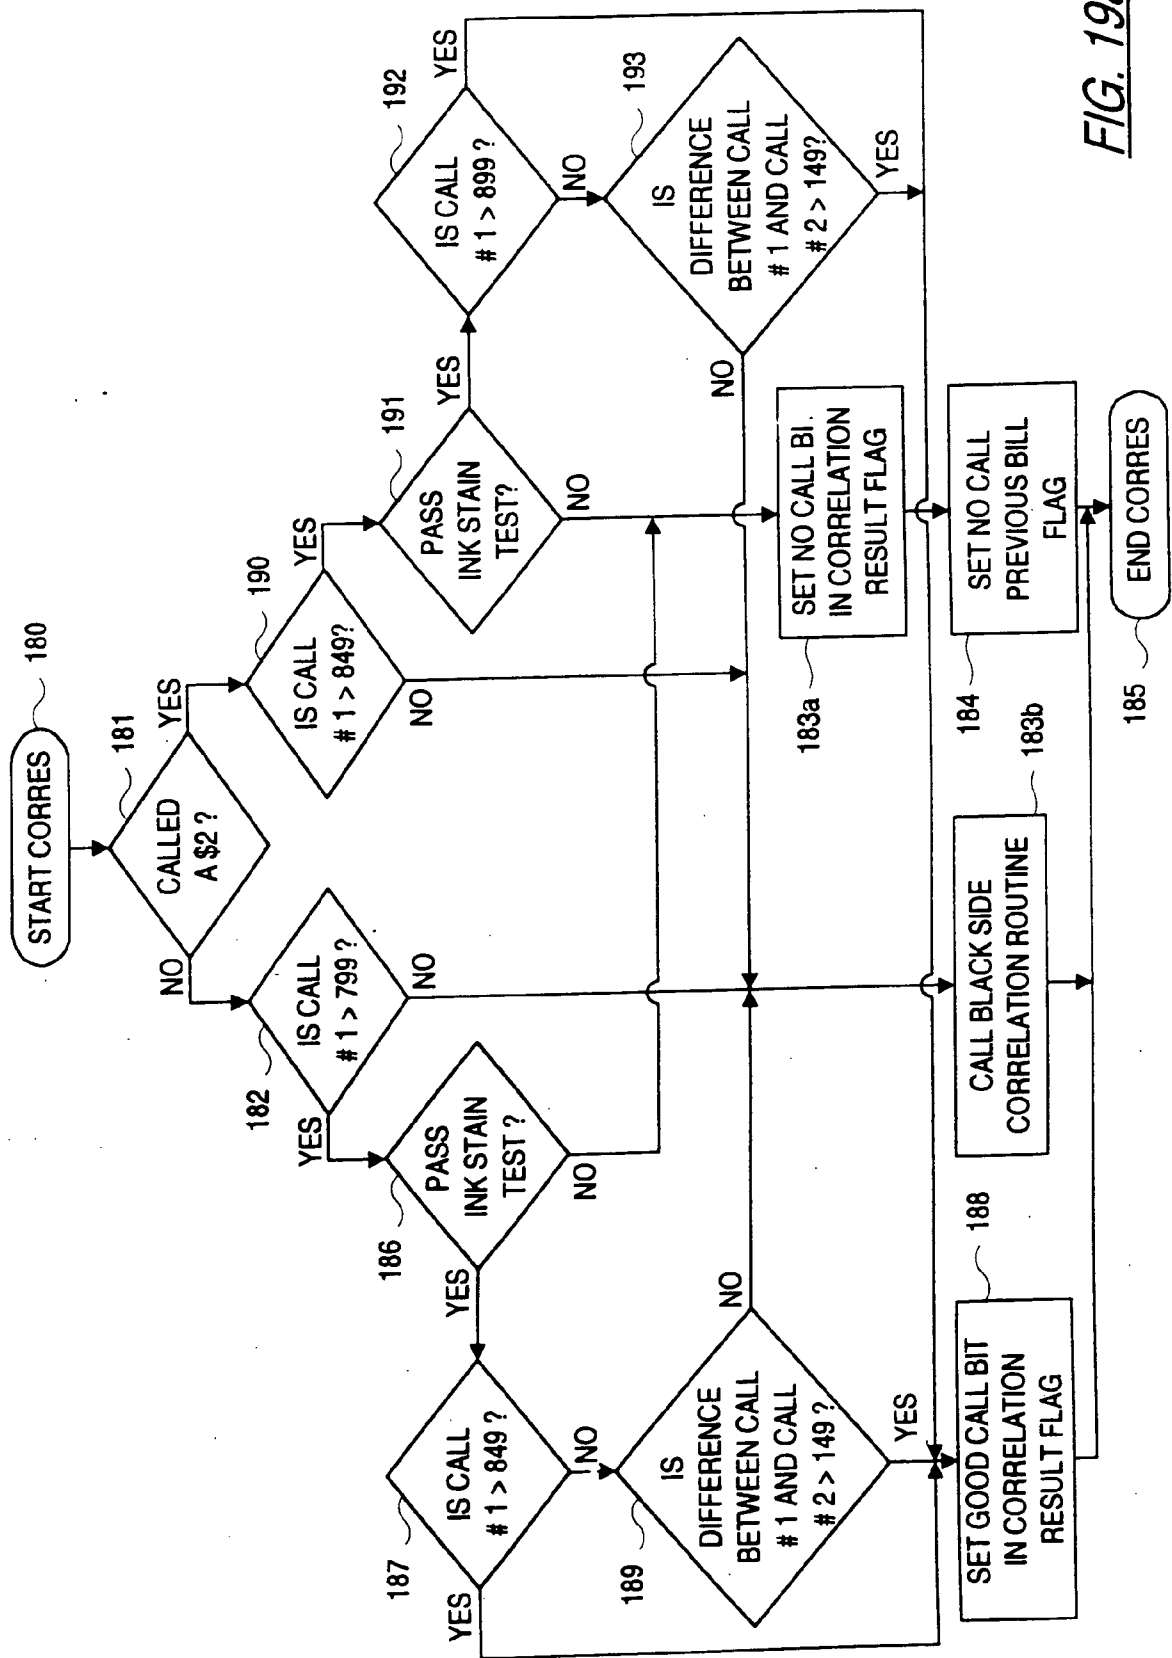 START CORRES
180
CALLED
A $2 ?
181
NO
YES
IS CALL
# 1 > 799 ?
182
YES
NO
IS CALL
# 1 > 849?
190
YES
NO
PASS
INK STAIN
TEST ?
186
YES
NO
PASS
INK STAIN
TEST?
191
YES
NO
IS CALL
# 1 > 849 ?
187
YES
NO
IS CALL
# 1 > 899 ?
192
YES
NO
IS
DIFFERENCE
BETWEEN CALL
# 1 AND CALL
# 2 > 149 ?
189
NO
YES
IS
DIFFERENCE
BETWEEN CALL
# 1 AND CALL
# 2 > 149?
193
NO
YES
SET NO CALL BI.
IN CORRELATION
RESULT FLAG
183a
SET GOOD CALL BIT
IN CORRELATION
RESULT FLAG
188
CALL BLACK SIDE
CORRELATION ROUTINE
183b
SET NO CALL
PREVIOUS BILL
FLAG
184
END CORRES
185
FIG.